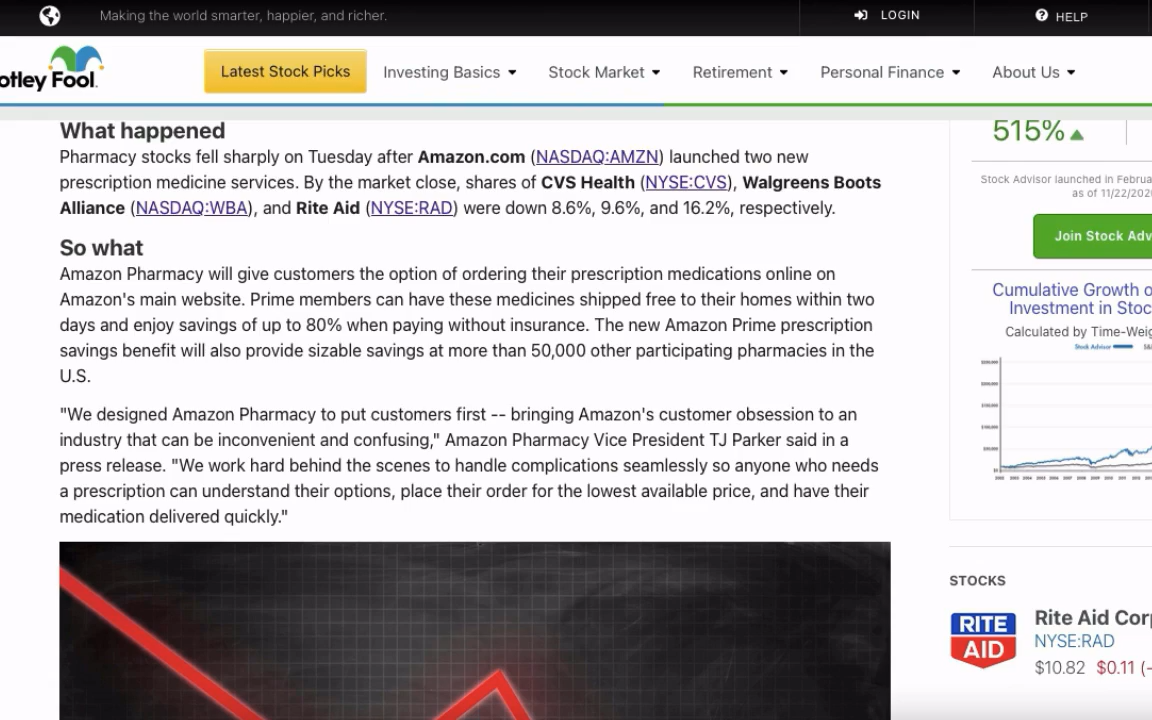 Making the world smarter, happier, and richer.
LOGIN
HELP
otley Fool.
Latest Stock Picks
Investing Basics
Stock Market
Retirement
Personal Finance
About Us
What happened
Pharmacy stocks fell sharply on Tuesday after Amazon.com (NASDAQ:AMZN) launched two new
prescription medicine services. By the market close, shares of CVS Health (NYSE:CVS), Walgreens Boots
Alliance (NASDAQ:WBA), and Rite Aid (NYSE:RAD) were down 8.6%, 9.6%, and 16.2%, respectively.
So what
Amazon Pharmacy will give customers the option of ordering their prescription medications online on
Amazon's main website. Prime members can have these medicines shipped free to their homes within two
days and enjoy savings of up to 80% when paying without insurance. The new Amazon Prime prescription
savings benefit will also provide sizable savings at more than 50,000 other participating pharmacies in the
U.S.
"We designed Amazon Pharmacy to put customers first -- bringing Amazon's customer obsession to an
industry that can be inconvenient and confusing," Amazon Pharmacy Vice President TJ Parker said in a
press release. "We work hard behind the scenes to handle complications seamlessly so anyone who needs
a prescription can understand their options, place their order for the lowest available price, and have their
medication delivered quickly."
515%
Stock Advisor launched in Februa
as of 11/22/202
Join Stock Adv
Cumulative Growth o
Investment in Stoc
Calculated by Time-Weig
Stock Advisor
STOCKS
RITE
AID
Rite Aid Corp
NYSE:RAD
$10.82 $0.11 (-